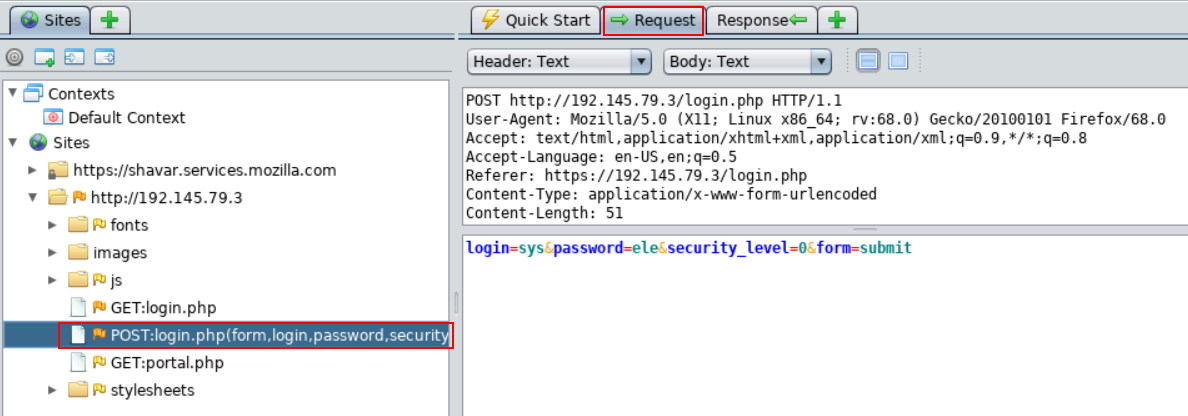 Sites
Quick Start
Request
Response
Header: Text
Body: Text
Contexts
Default Context
Sites
https://shavar.services.mozilla.com
http://192.145.79.3
fonts
images
js
GET:login.php
POST:login.php(form,login,password,security
GET:portal.php
stylesheets
POST http://192.145.79.3/login.php HTTP/1.1
User-Agent: Mozilla/5.0 (X11; Linux x86_64; rv:68.0) Gecko/20100101 Firefox/68.0
Accept: text/html,application/xhtml+xml,application/xml;q=0.9,*/*;q=0.8
Accept-Language: en-US,en;q=0.5
Referer: https://192.145.79.3/login.php
Content-Type: application/x-www-form-urlencoded
Content-Length: 51
login=sys&password=ele&security_level=0&form=submit